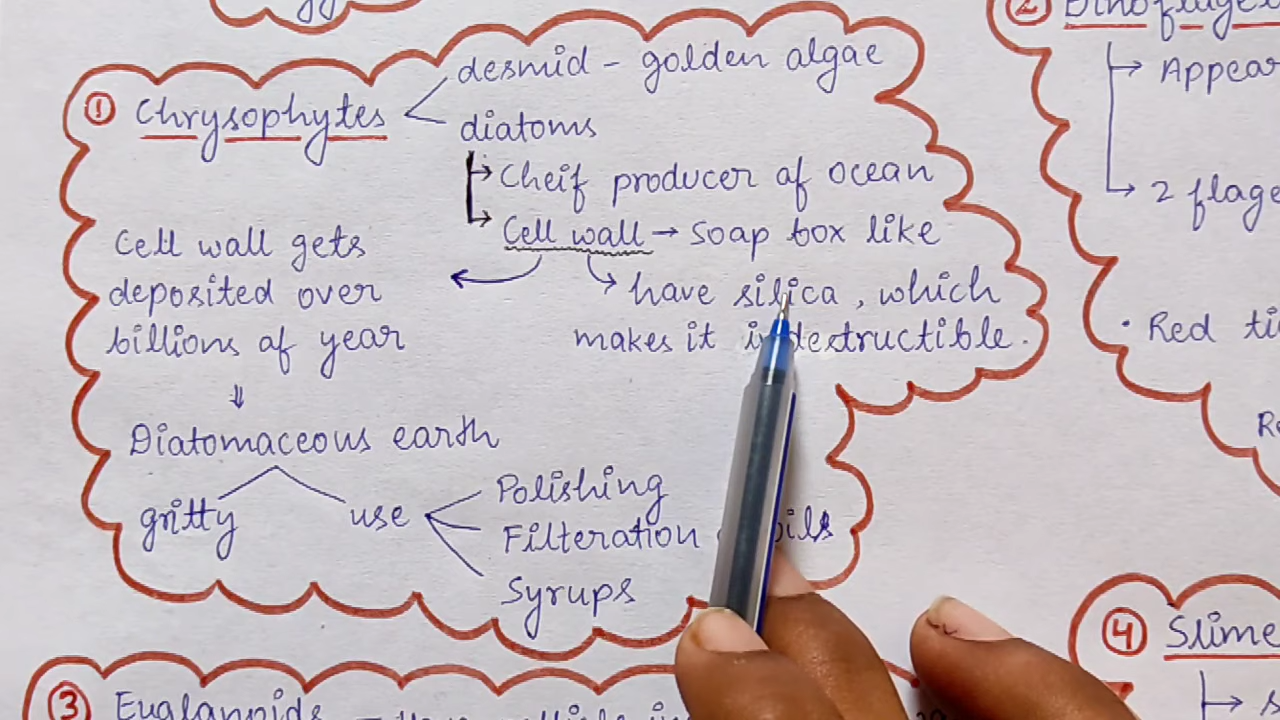 ① Chrysophytes
desmid - golden algae
diatoms
→ Cheif producer of ocean
→ Cell wall → soap box like
have silica, which
makes it indestructible.
Cell wall gets
deposited over
billions of year
⇓
Diatomaceous earth
gritty
use
Polishing
Filteration
Syrups
②
→ Appear
→ 2 flage
· Red ti
③ Euglanoids
④ Slime